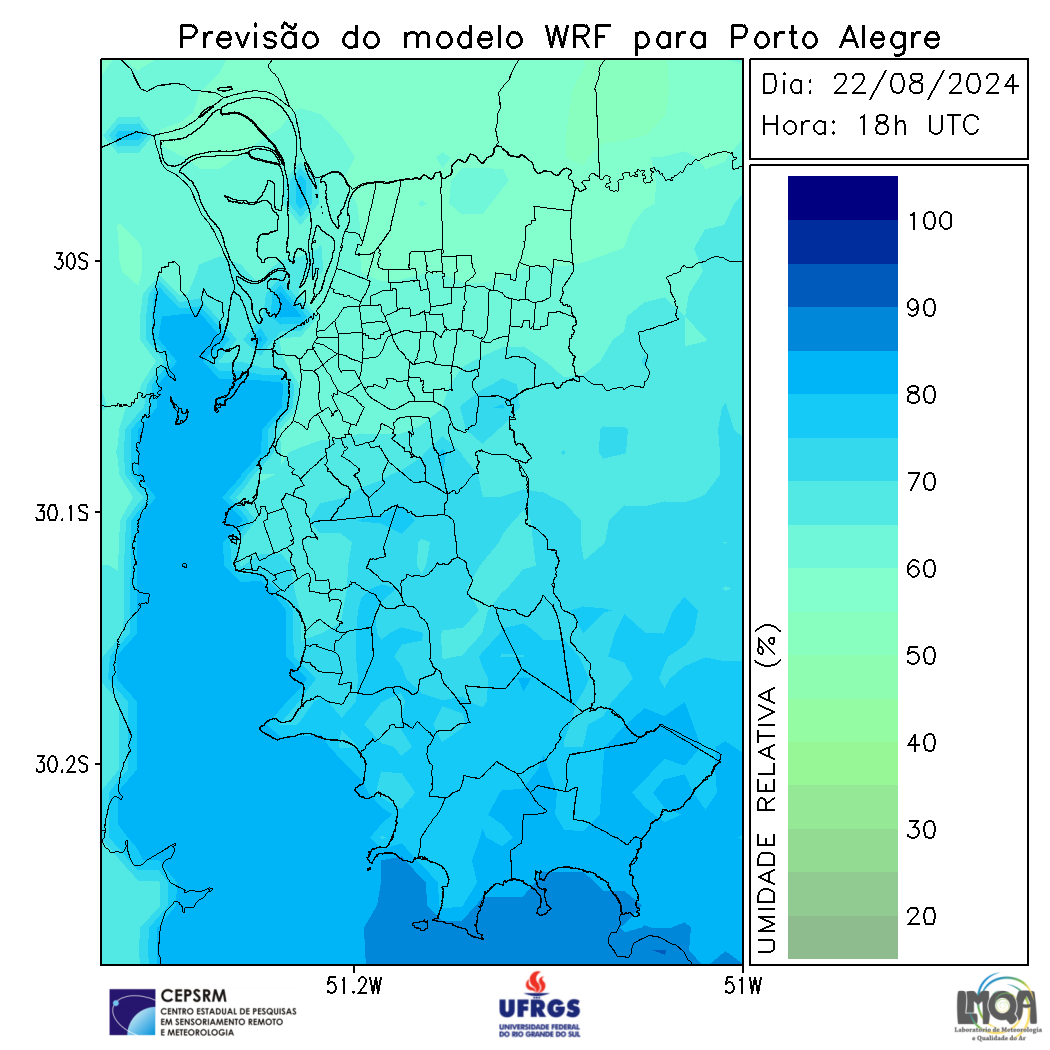 Previsão do modelo WRF para Porto Alegre
Dia: 22/08/2024
Hora: 18h UTC
30S
30.1S
30.2S
51.2W
51W
UMIDADE RELATIVA (%)
100
90
80
70
60
50
40
30
20
CEPSRM
CENTRO ESTADUAL DE PESQUISAS
EM SENSORIAMENTO REMOTO
E METEOROLOGIA
UFRGS
UNIVERSIDADE FEDERAL
DO RIO GRANDE DO SUL
LMQA
Laboratório de Meteorologia
e Qualidade do Ar